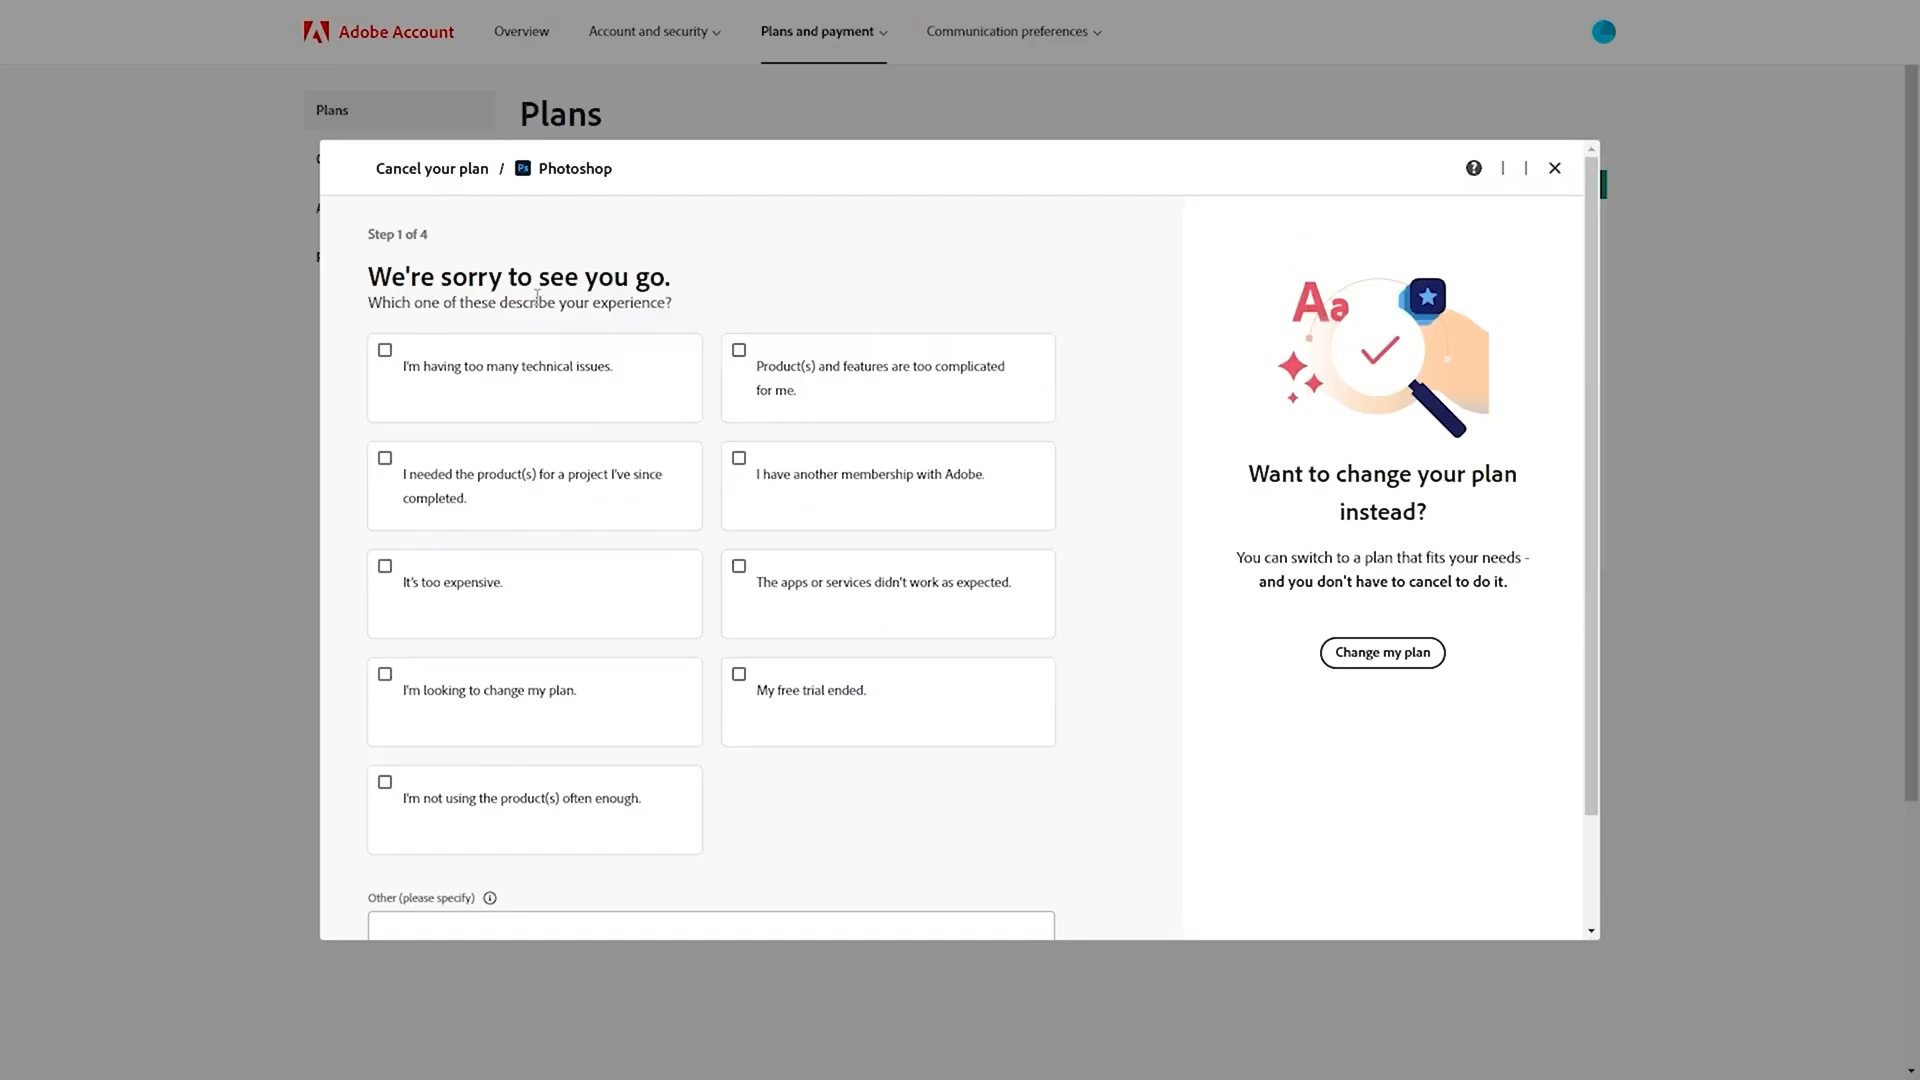 Adobe Account
Overview
Account and security
Plans and payment
Communication preferences
Plans
Plans
Cancel your plan / Ps Photoshop
Step 1 of 4
We're sorry to see you go.
Which one of these describe your experience?
I'm having too many technical issues.
Product(s) and features are too complicated
for me.
I needed the product(s) for a project I've since
completed.
I have another membership with Adobe.
It's too expensive.
The apps or services didn't work as expected.
I'm looking to change my plan.
My free trial ended.
I'm not using the product(s) often enough.
Other (please specify)
Aa
Want to change your plan
instead?
You can switch to a plan that fits your needs -
and you don't have to cancel to do it.
Change my plan